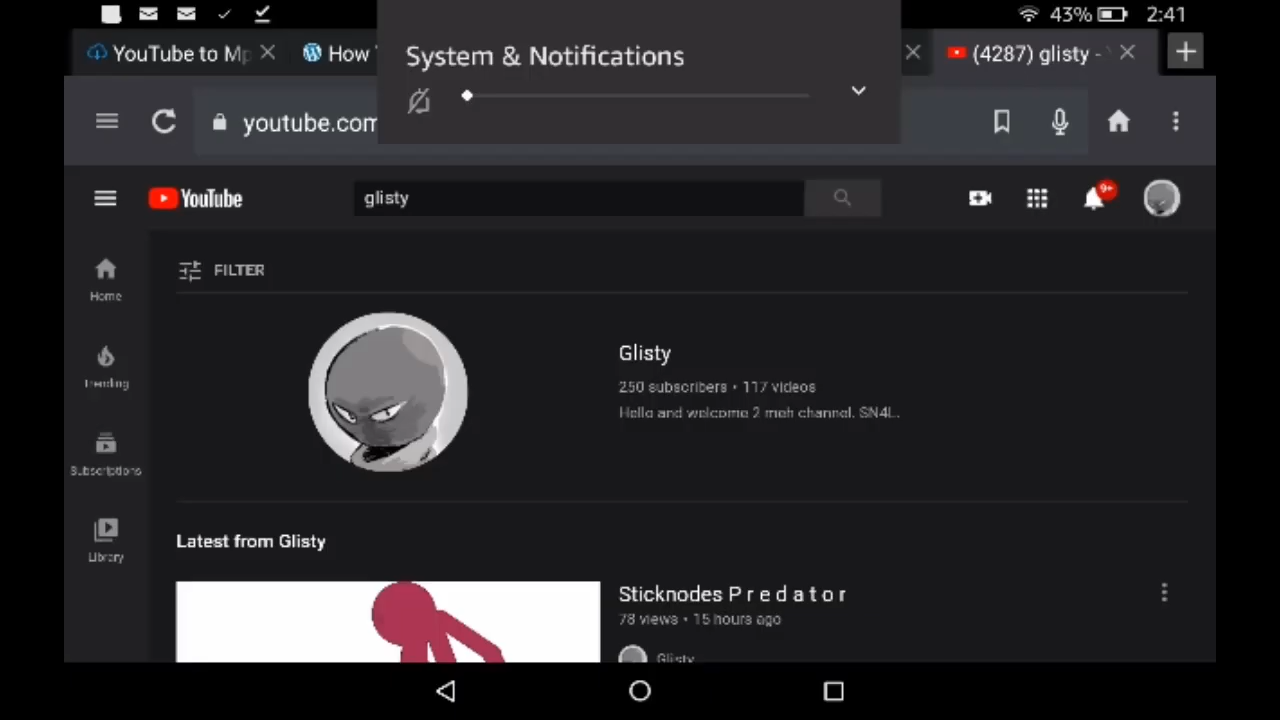 43% 2:41
System & Notifications
YouTube to Mp
How
(4287) glisty -
youtube.com
YouTube
glisty
9+
FILTER
Home
Glisty
250 subscribers • 117 videos
Hello and welcome 2 meh channel. SN4L..
Trending
Subscriptions
Latest from Glisty
Library
Sticknodes P r e d a t o r
78 views • 15 hours ago
Glisty